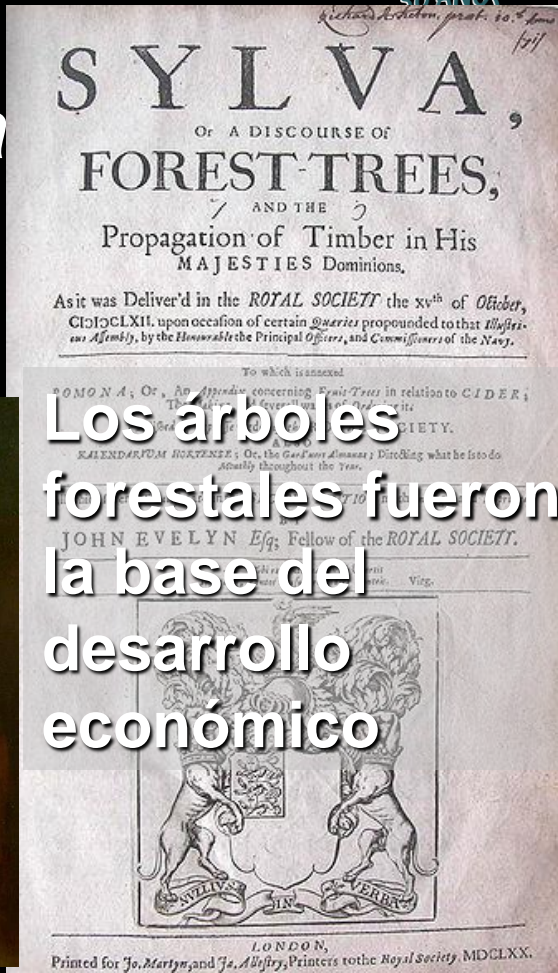 SYLVA,
Or A DISCOURSE Of
FOREST-TREES,
AND THE
Propagation of Timber in His
MAJESTIES Dominions.
As it was Deliver'd in the ROYAL SOCIETY the xvth of October,
CIↃIↃCLXII. upon occasion of certain Quæries propounded to that Illustri-
ous Assembly, by the Honourable the Principal Officers, and Commissioners of the Navy.
To which is annexed
POMONA; Or, An Appendix concerning Fruit-Trees in relation to CIDER;
Los árboles
SOCIETY.
KALENDARIUM HORTENSE; Or, the Gard'ners Almanac; Directing what he is to do
Monethly throughout the Year.
forestales fueron
JOHN EVELYN Esq; Fellow of the ROYAL SOCIETY.
Virg.
la base del
desarrollo
económico
NULLIUS IN VERBA
LONDON,
Printed for Jo. Martyn, and Ja. Allestry, Printers to the Royal Society. MDCLXX.